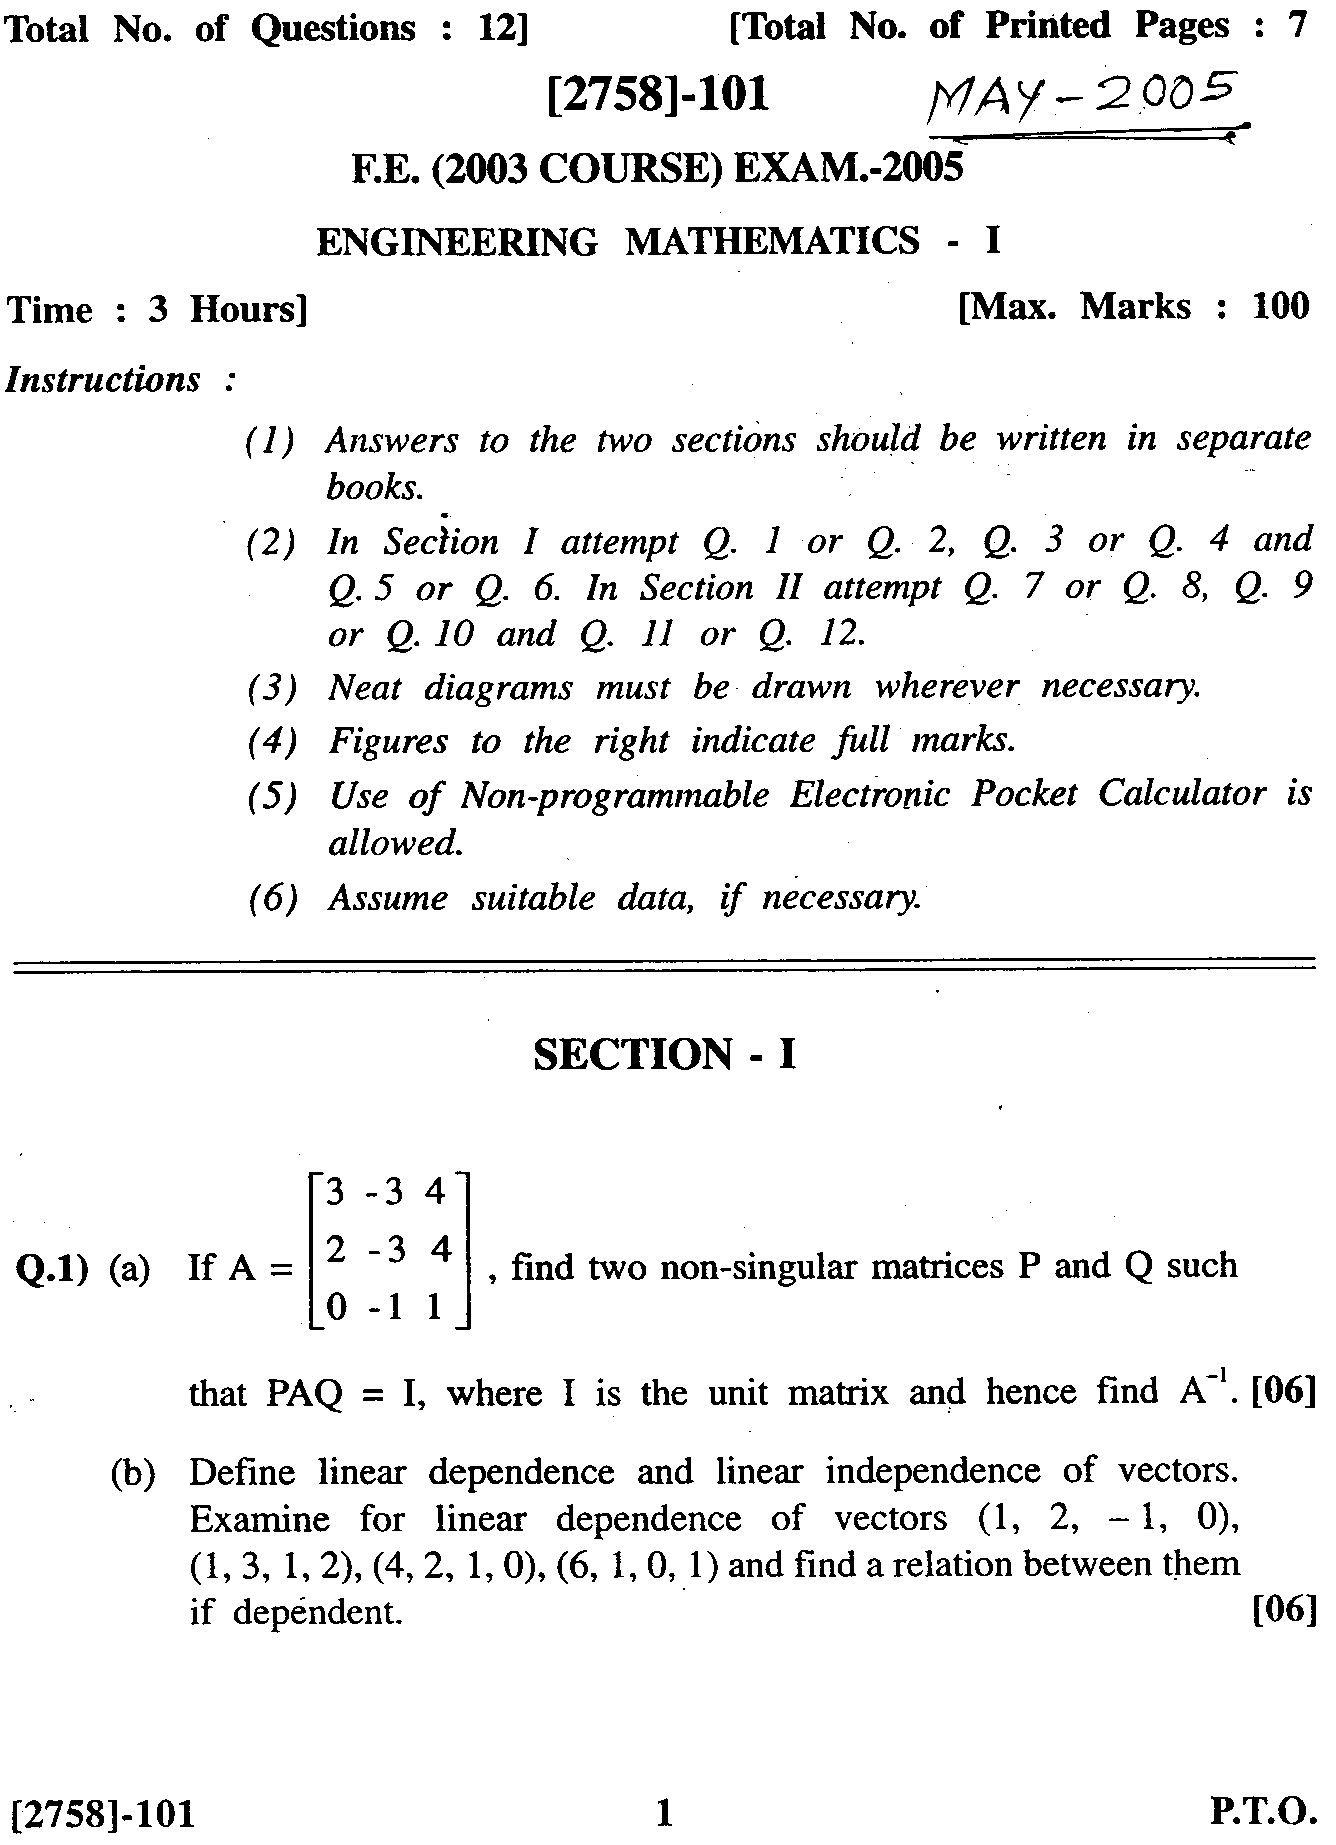 Total No. of Questions : 12] [Total No. of Printed Pages : 7
[2758]-101 MAY-2005
F.E. (2003 COURSE) EXAM.-2005
ENGINEERING MATHEMATICS - I
Time : 3 Hours] [Max. Marks : 100
Instructions :
(1) Answers to the two sections should be written in separate
books.
(2) In Section I attempt Q. 1 or Q. 2, Q. 3 or Q. 4 and
Q. 5 or Q. 6. In Section II attempt Q. 7 or Q. 8, Q. 9
or Q. 10 and Q. 11 or Q. 12.
(3) Neat diagrams must be drawn wherever necessary.
(4) Figures to the right indicate full marks.
(5) Use of Non-programmable Electronic Pocket Calculator is
allowed.
(6) Assume suitable data, if necessary.
SECTION - I
3 -3 4
Q.1) (a) If A = 2 -3 4 , find two non-singular matrices P and Q such
0 -1 1
that PAQ = I, where I is the unit matrix and hence find A⁻¹. [06]
(b) Define linear dependence and linear independence of vectors.
Examine for linear dependence of vectors (1, 2, – 1, 0),
(1, 3, 1, 2), (4, 2, 1, 0), (6, 1, 0, 1) and find a relation between them
if dependent. [06]
[2758]-101 1 P.T.O.